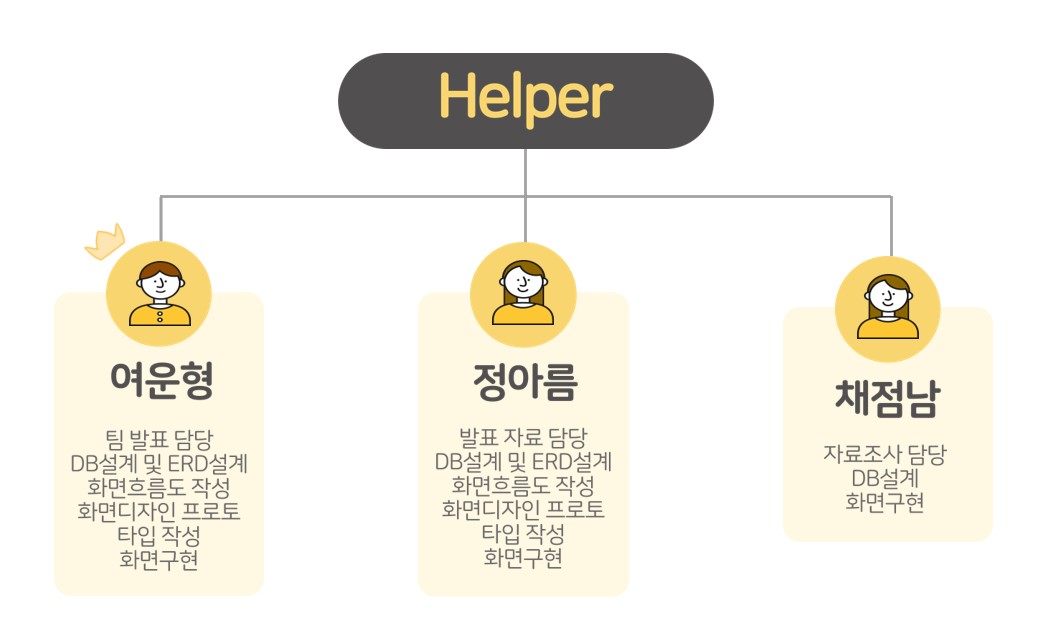 Helper
여운형
팀 발표 담당
DB설계 및 ERD설계
화면흐름도 작성
화면디자인 프로토
타입 작성
화면구현
정아름
발표 자료 담당
DB설계 및 ERD설계
화면흐름도 작성
화면디자인 프로토
타입 작성
화면구현
채점남
자료조사 담당
DB설계
화면구현